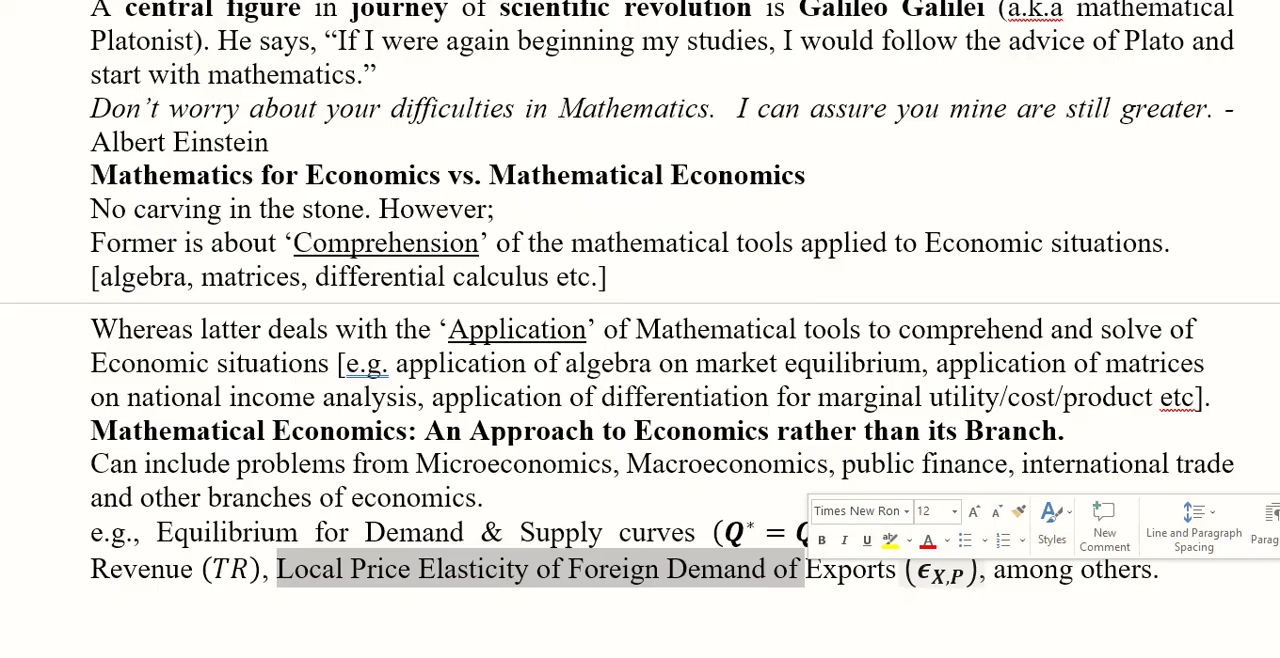 A central figure in journey of scientific revolution is Galileo Galilei (a.k.a mathematical
Platonist). He says, “If I were again beginning my studies, I would follow the advice of Plato and
start with mathematics.”
Don’t worry about your difficulties in Mathematics. I can assure you mine are still greater. -
Albert Einstein
Mathematics for Economics vs. Mathematical Economics
No carving in the stone. However;
Former is about ‘Comprehension’ of the mathematical tools applied to Economic situations.
[algebra, matrices, differential calculus etc.]
Whereas latter deals with the ‘Application’ of Mathematical tools to comprehend and solve of
Economic situations [e.g. application of algebra on market equilibrium, application of matrices
on national income analysis, application of differentiation for marginal utility/cost/product etc].
Mathematical Economics: An Approach to Economics rather than its Branch.
Can include problems from Microeconomics, Macroeconomics, public finance, international trade
and other branches of economics.
e.g., Equilibrium for Demand & Supply curves (Q* =
Revenue (TR), Local Price Elasticity of Foreign Demand of Exports (ϵX,P), among others.
Times New Ron 12
B I U ab A
Styles
New Comment
Line and Paragraph Spacing